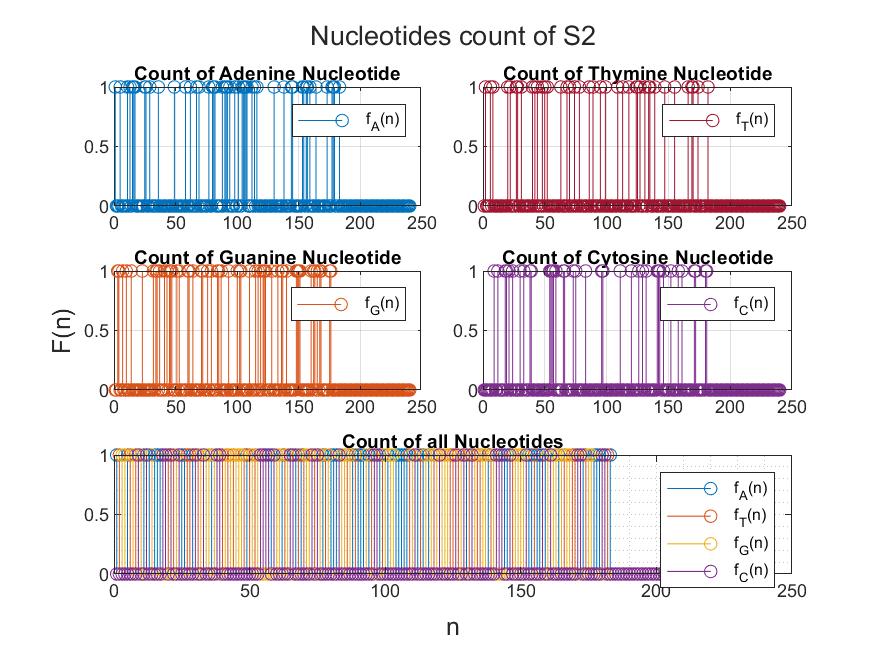 Nucleotides count of S2
Count of Adenine Nucleotide
1
0.5
0
0 50 100 150 200 250
f_A(n)
Count of Thymine Nucleotide
1
0.5
0
0 50 100 150 200 250
f_T(n)
Count of Guanine Nucleotide
1
0.5
0
0 50 100 150 200 250
f_G(n)
Count of Cytosine Nucleotide
1
0.5
0
0 50 100 150 200 250
f_C(n)
F(n)
Count of all Nucleotides
1
0.5
0
0 50 100 150 200 250
f_A(n)
f_T(n)
f_G(n)
f_C(n)
n